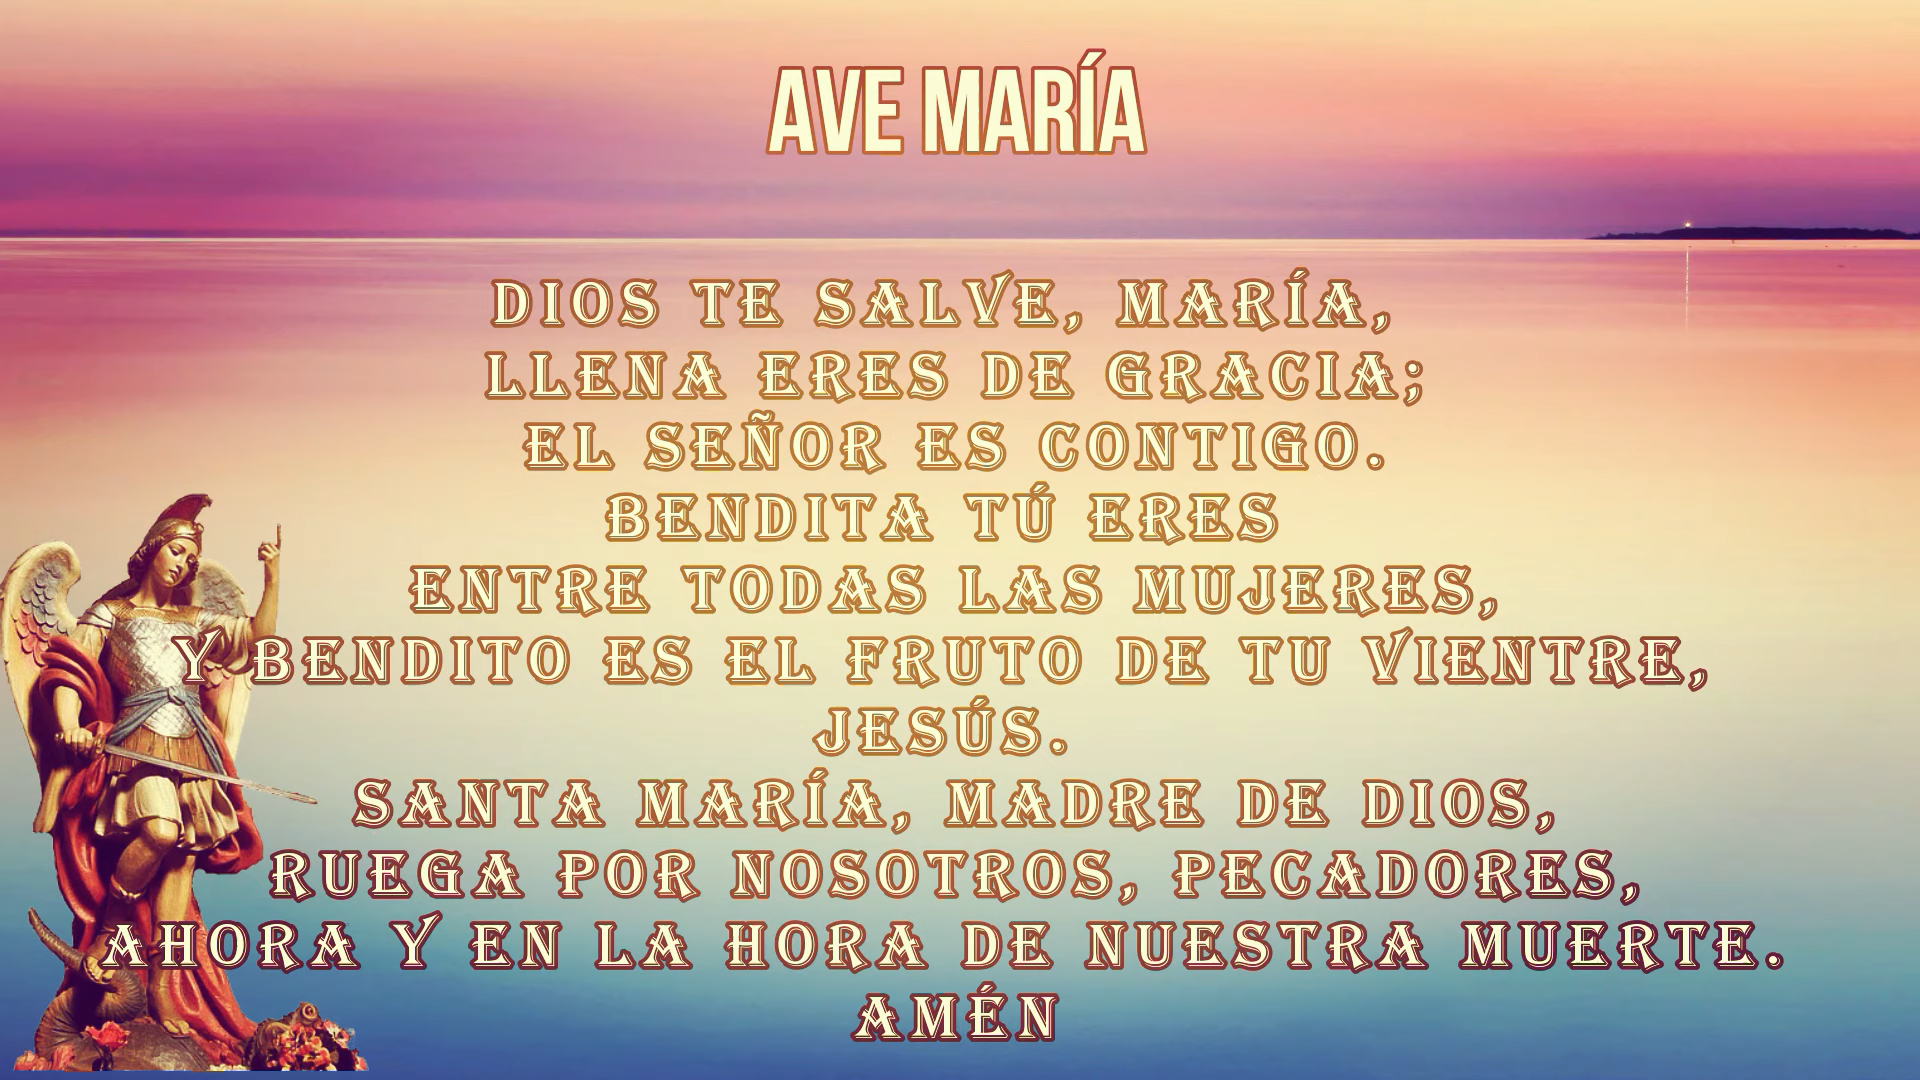 AVE MARÍA
DIOS TE SALVE, MARÍA,
LLENA ERES DE GRACIA;
EL SEÑOR ES CONTIGO.
BENDITA TÚ ERES
ENTRE TODAS LAS MUJERES,
Y BENDITO ES EL FRUTO DE TU VIENTRE,
JESÚS.
SANTA MARÍA, MADRE DE DIOS,
RUEGA POR NOSOTROS, PECADORES,
AHORA Y EN LA HORA DE NUESTRA MUERTE.
AMÉN